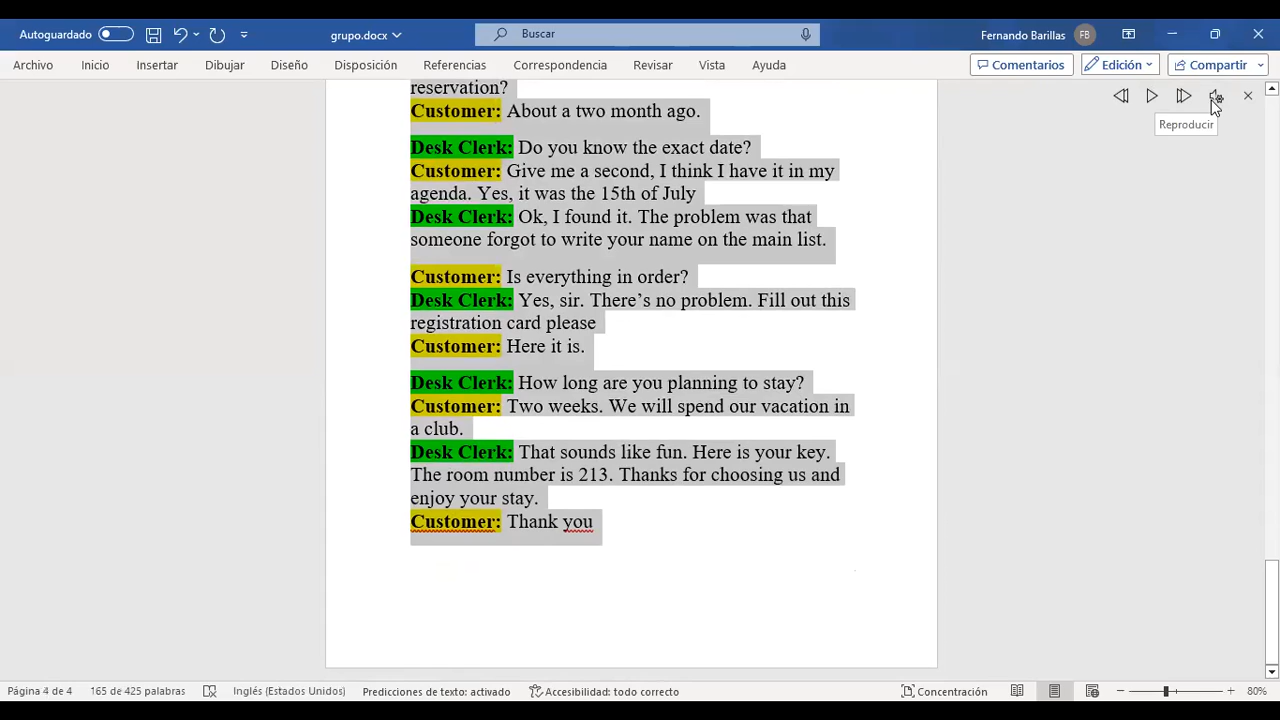 Autoguardado
grupo.docx
Buscar
Fernando Barillas
FB
Archivo
Inicio
Insertar
Dibujar
Diseño
Disposición
Referencias
Correspondencia
Revisar
Vista
Ayuda
Comentarios
Edición
Compartir
Reproducir
reservation?
Customer: About a two month ago.
Desk Clerk: Do you know the exact date?
Customer: Give me a second, I think I have it in my
agenda. Yes, it was the 15th of July
Desk Clerk: Ok, I found it. The problem was that
someone forgot to write your name on the main list.
Customer: Is everything in order?
Desk Clerk: Yes, sir. There’s no problem. Fill out this
registration card please
Customer: Here it is.
Desk Clerk: How long are you planning to stay?
Customer: Two weeks. We will spend our vacation in
a club.
Desk Clerk: That sounds like fun. Here is your key.
The room number is 213. Thanks for choosing us and
enjoy your stay.
Customer: Thank you
Página 4 de 4
165 de 425 palabras
Inglés (Estados Unidos)
Predicciones de texto: activado
Accesibilidad: todo correcto
Concentración
80%